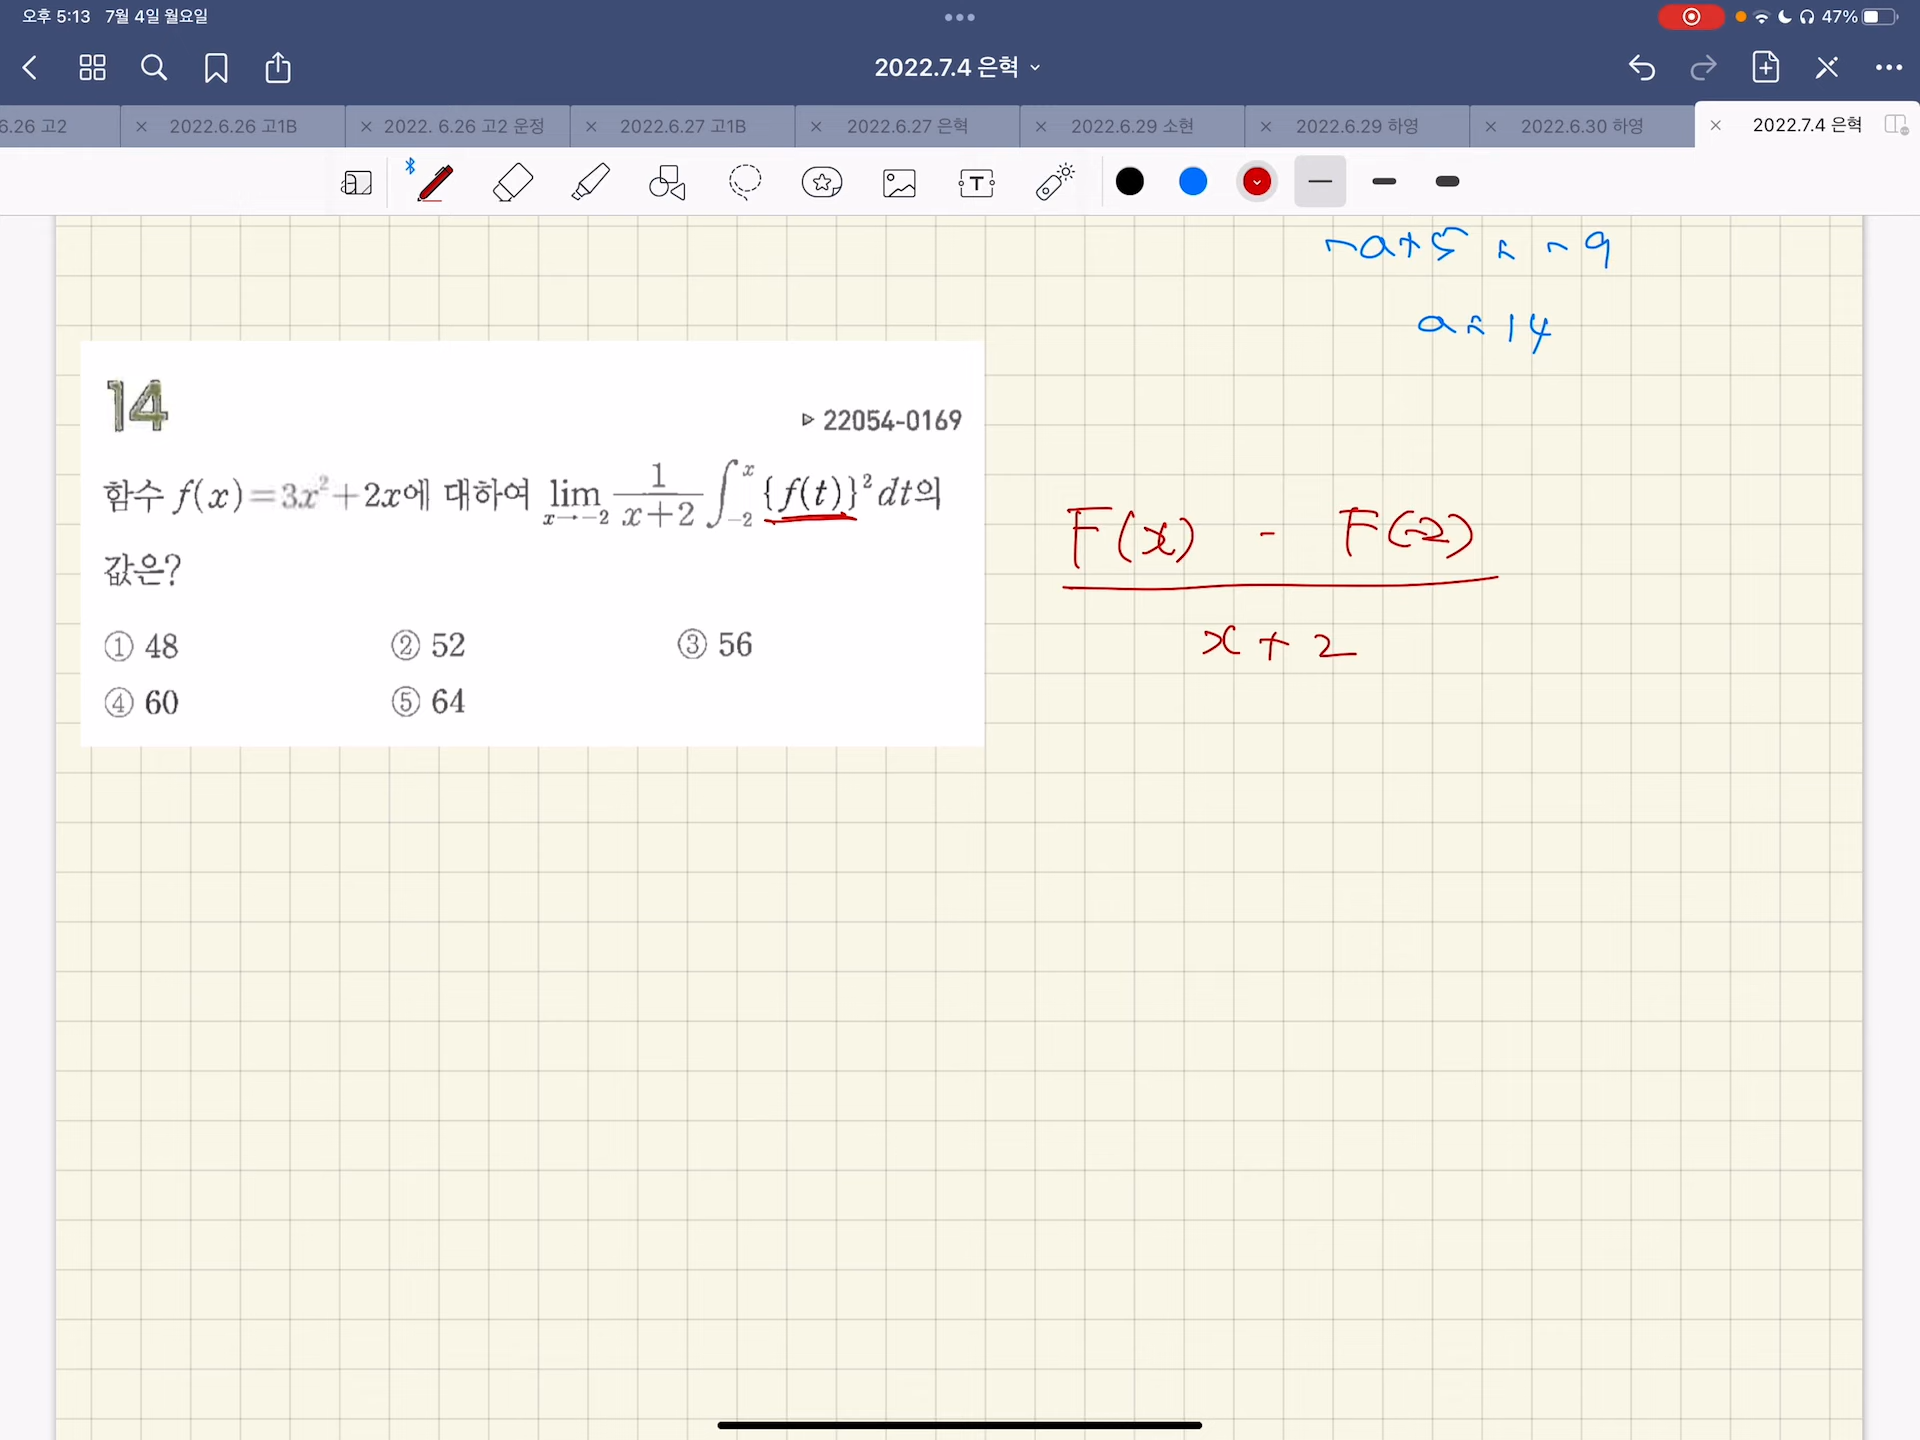 오후 5:13 7월 4일 월요일
47%
2022.7.4 은혁
6.26 고2
2022.6.26 고1B
2022. 6.26 고2 운정
2022.6.27 고1B
2022.6.27 은혁
2022.6.29 소현
2022.6.29 하영
2022.6.30 하영
2022.7.4 은혁
-a+5 = -9
a = 14
14
▷ 22054-0169
함수 f(x)=3x²+2x에 대하여 lim x→-2 1/(x+2) ∫_{-2}^{x} {f(t)}² dt의
값은?
① 48 ② 52 ③ 56
④ 60 ⑤ 64
F(x) - F(-2)
x + 2